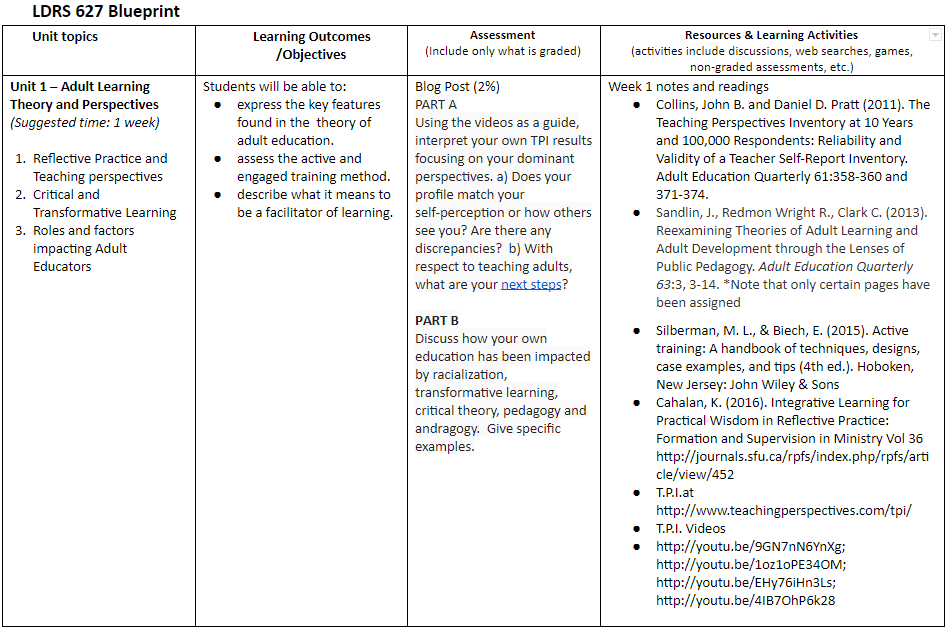 LDRS 627 Blueprint
Unit topics
Learning Outcomes
/Objectives
Assessment
(Include only what is graded)
Resources & Learning Activities
(activities include discussions, web searches, games,
non-graded assessments, etc.)
Unit 1 – Adult Learning
Theory and Perspectives
(Suggested time: 1 week)
1. Reflective Practice and
Teaching perspectives
2. Critical and
Transformative Learning
3. Roles and factors
impacting Adult
Educators
Students will be able to:
● express the key features
found in the theory of
adult education.
● assess the active and
engaged training method.
● describe what it means to
be a facilitator of learning.
Blog Post (2%)
PART A
Using the videos as a guide,
interpret your own TPI results
focusing on your dominant
perspectives. a) Does your
profile match your
self-perception or how others
see you? Are there any
discrepancies? b) With
respect to teaching adults,
what are your next steps?
PART B
Discuss how your own
education has been impacted
by racialization,
transformative learning,
critical theory, pedagogy and
andragogy. Give specific
examples.
Week 1 notes and readings
● Collins, John B. and Daniel D. Pratt (2011). The
Teaching Perspectives Inventory at 10 Years
and 100,000 Respondents: Reliability and
Validity of a Teacher Self-Report Inventory.
Adult Education Quarterly 61:358-360 and
371-374.
● Sandlin, J., Redmon Wright R., Clark C. (2013).
Reexamining Theories of Adult Learning and
Adult Development through the Lenses of
Public Pedagogy. Adult Education Quarterly
63:3, 3-14. *Note that only certain pages have
been assigned
● Silberman, M. L., & Biech, E. (2015). Active
training: A handbook of techniques, designs,
case examples, and tips (4th ed.). Hoboken,
New Jersey: John Wiley & Sons
● Cahalan, K. (2016). Integrative Learning for
Practical Wisdom in Reflective Practice:
Formation and Supervision in Ministry Vol 36
http://journals.sfu.ca/rpfs/index.php/rpfs/arti
cle/view/452
● T.P.I.at
http://www.teachingperspectives.com/tpi/
● T.P.I. Videos
● http://youtu.be/9GN7nN6YnXg;
http://youtu.be/1oz1oPE34OM;
http://youtu.be/EHy76iHn3Ls;
http://youtu.be/4IB7OhP6k28